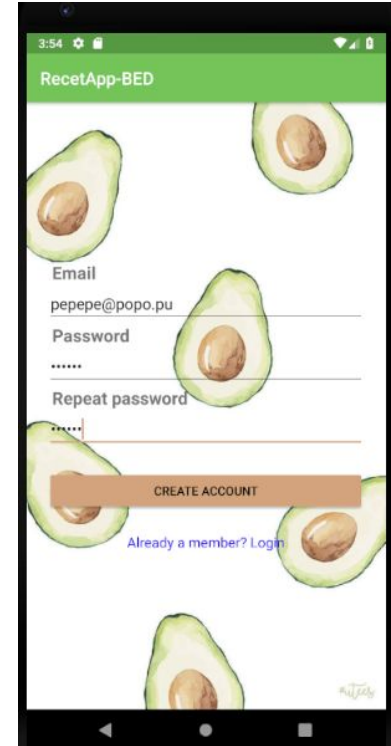 3:54
RecetApp-BED
Email
pepepe@popo.pu
Password
••••••
Repeat password
••••••
CREATE ACCOUNT
Already a member? Login